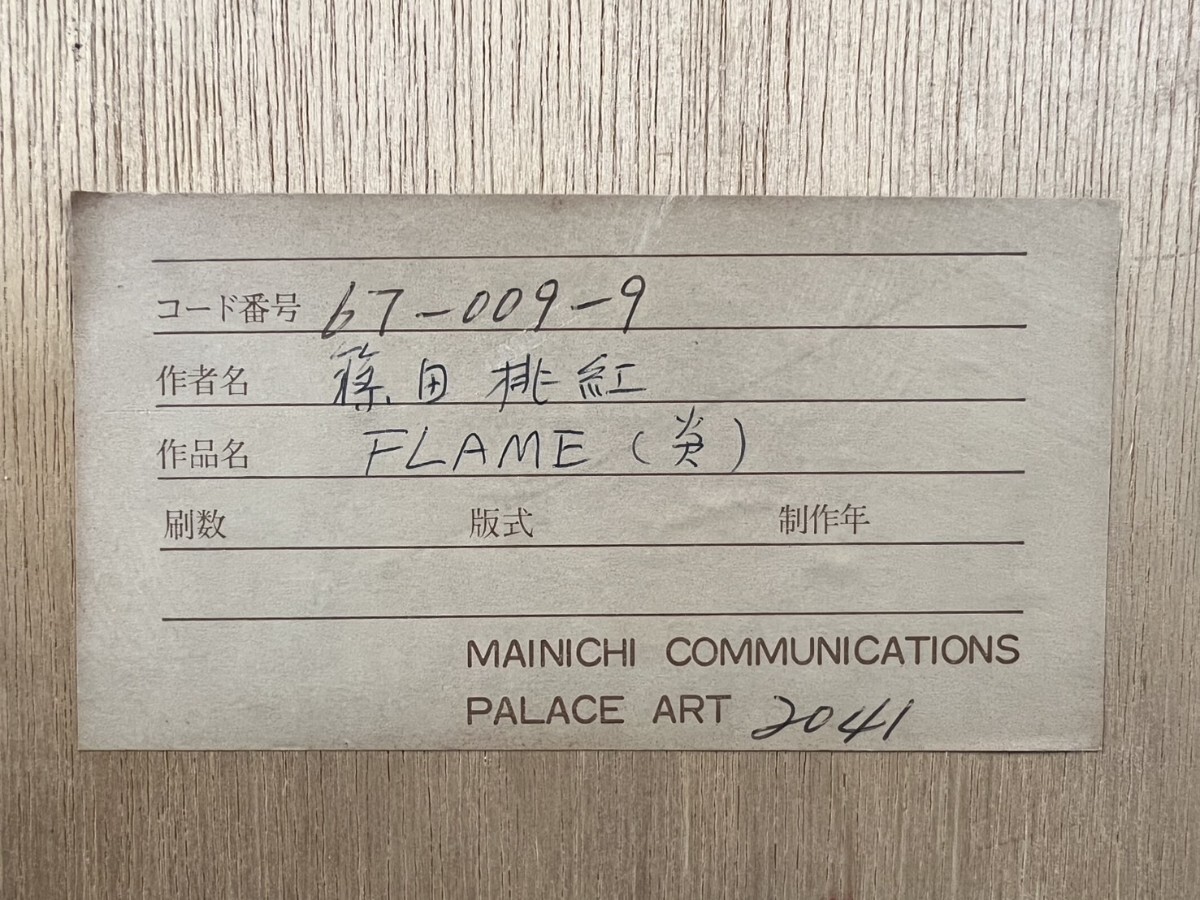 コード番号 67-009-9
作者名 篠田 桃紅
作品名 FLAME (炎)
刷数 版式 制作年
MAINICHI COMMUNICATIONS
PALACE ART 2041